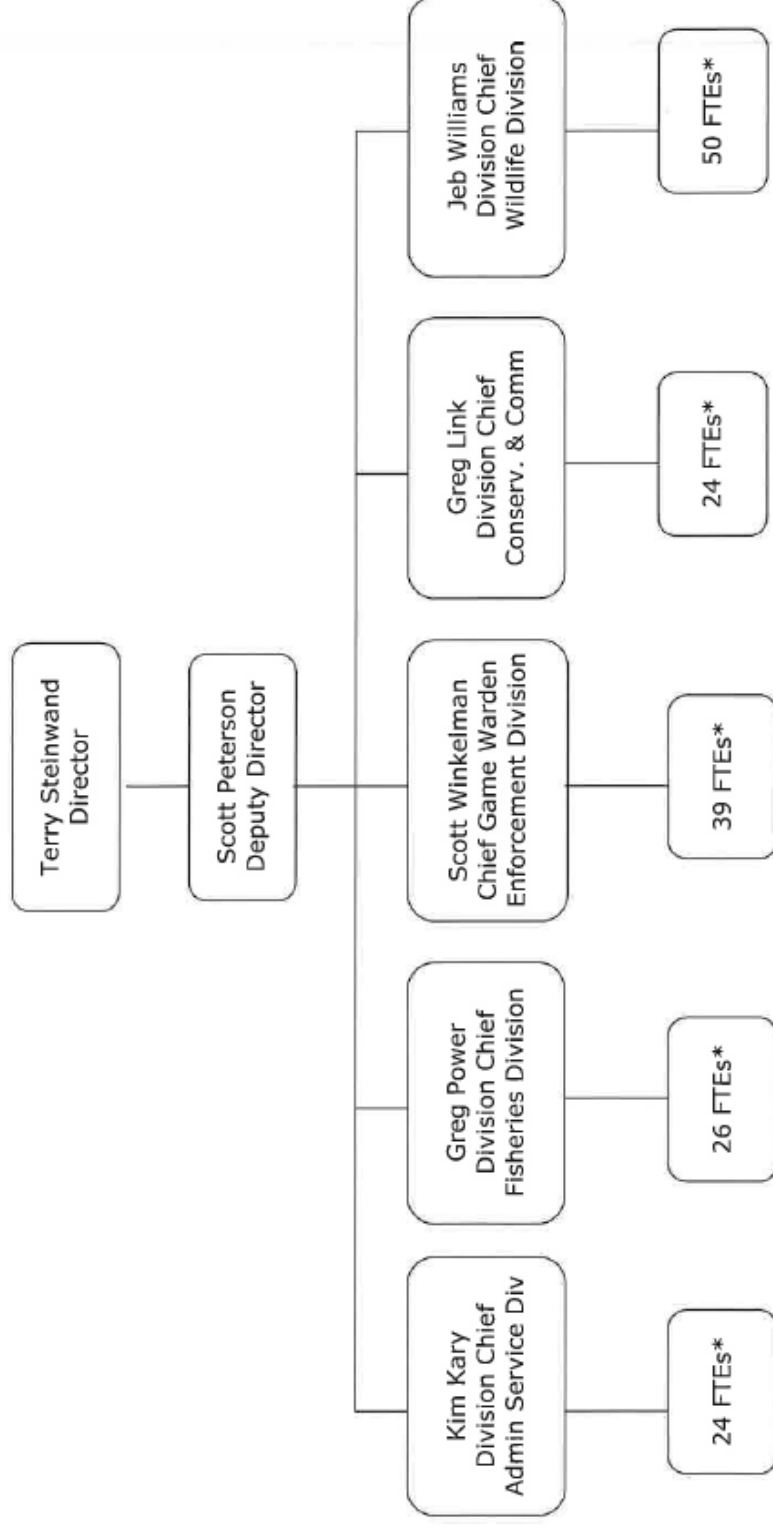 Terry Steinwand
Director
Scott Peterson
Deputy Director
Kim Kary
Division Chief
Admin Service Div
Greg Power
Division Chief
Fisheries Division
Scott Winkelman
Chief Game Warden
Enforcement Division
Greg Link
Division Chief
Conserv. & Comm
Jeb Williams
Division Chief
Wildlife Division
24 FTEs*
26 FTEs*
39 FTEs*
24 FTEs*
50 FTEs*